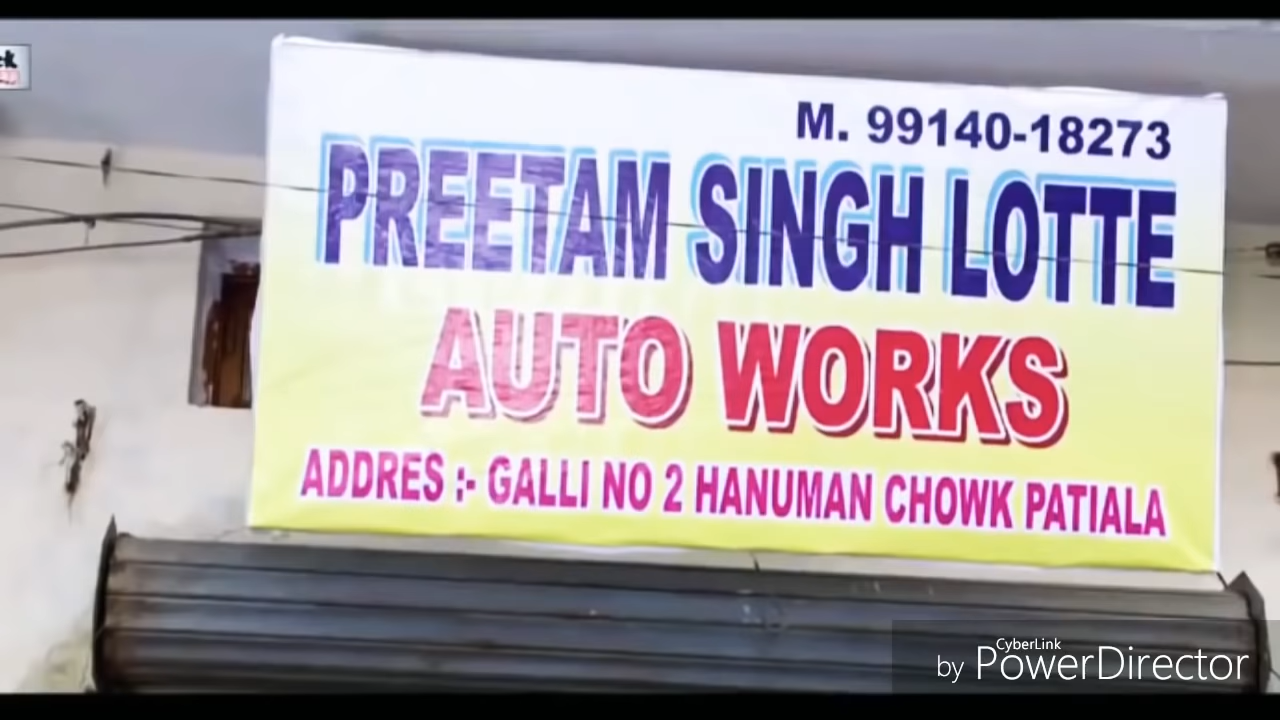 M. 99140-18273
PREETAM SINGH LOTTE
AUTO WORKS
ADDRES :- GALLI NO 2 HANUMAN CHOWK PATIALA
CyberLink
by PowerDirector